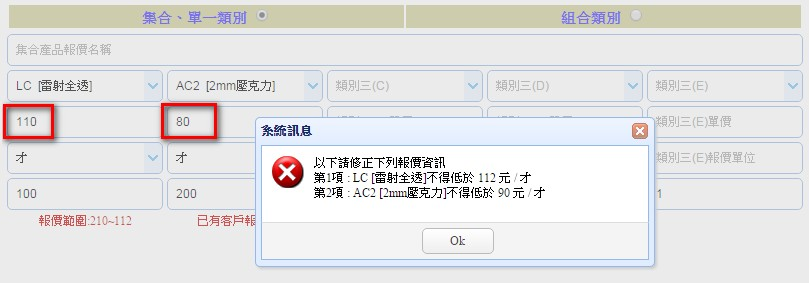 集合、單一類別
組合類別
集合產品報價名稱
LC [雷射全透]
AC2 [2mm壓克力]
類別三(C)
類別三(D)
類別三(E)
110
80
類別三(E)單價
系統訊息
以下請修正下列報價資訊
第1項 : LC [雷射全透]不得低於 112 元 / 才
第2項 : AC2 [2mm壓克力]不得低於 90 元 / 才
Ok
才
才
類別三(E)報價單位
100
200
1
報價範圍:210~112
已有客戶報